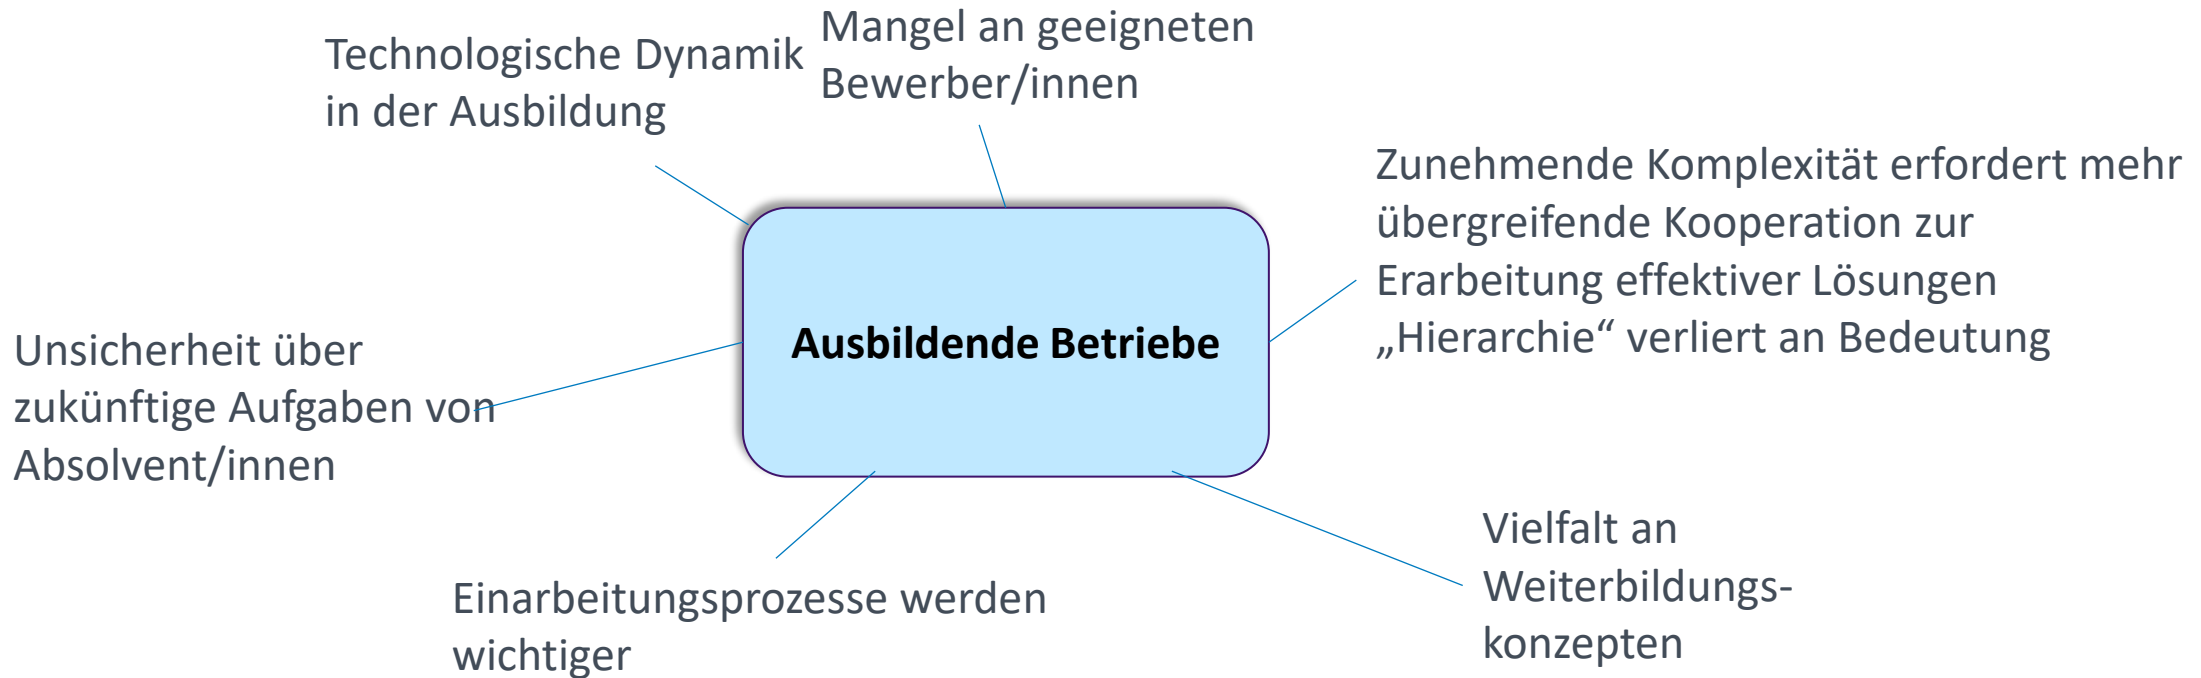 Technologische Dynamik
in der Ausbildung
Mangel an geeigneten
Bewerber/innen
Zunehmende Komplexität erfordert mehr
übergreifende Kooperation zur
Erarbeitung effektiver Lösungen
„Hierarchie“ verliert an Bedeutung
Ausbildende Betriebe
Unsicherheit über
zukünftige Aufgaben von
Absolvent/innen
Einarbeitungsprozesse werden
wichtiger
Vielfalt an
Weiterbildungs-
konzepten